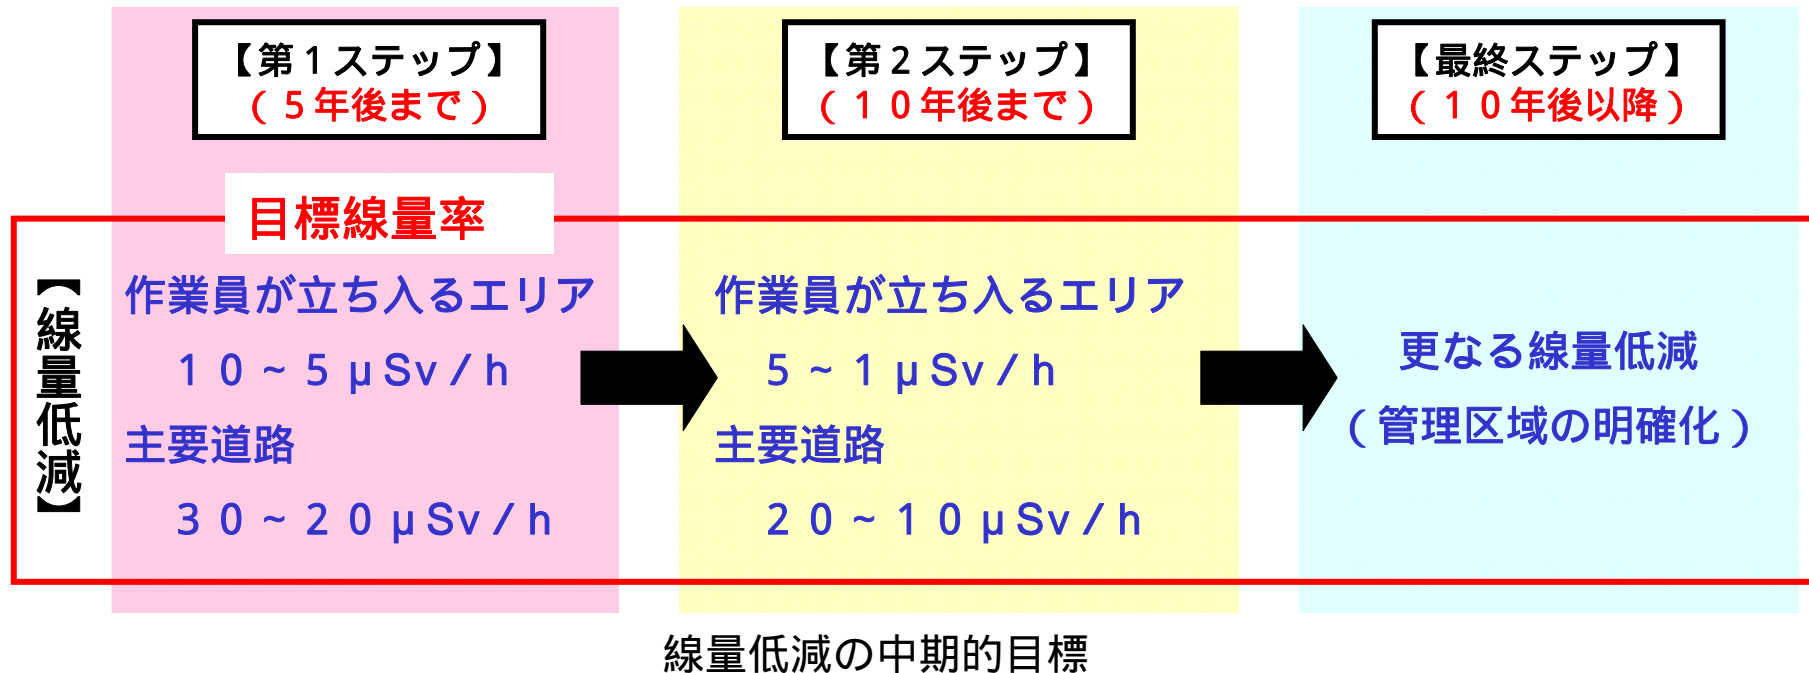 【第１ステップ】
（５年後まで）
【第２ステップ】
（１０年後まで）
【最終ステップ】
（１０年後以降）
目標線量率
【線量低減】
作業員が立ち入るエリア
１０～５μSv／h
主要道路
３０～２０μSv／h
作業員が立ち入るエリア
５～１μSv／h
主要道路
２０～１０μSv／h
更なる線量低減
（管理区域の明確化）
線量低減の中期的目標